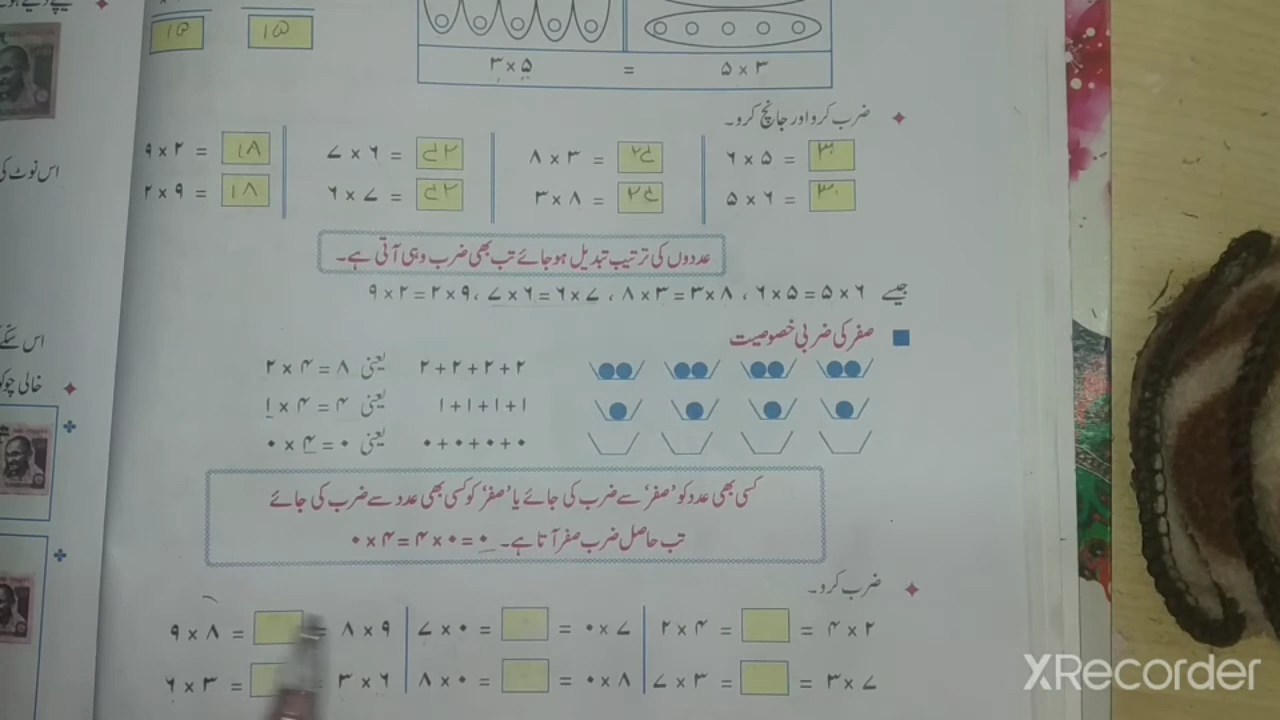 ۱۵ ۱۵
۳ × ۵ = ۵ × ۳
ضرب کرو اور جانچ کرو۔
۹ × ۲ = ۱۸
۷ × ۶ = ۴۲
۸ × ۳ = ۲۴
۶ × ۵ = ۳۰
۲ × ۹ = ۱۸
۶ × ۷ = ۴۲
۳ × ۸ = ۲۴
۵ × ۶ = ۳۰
عددوں کی ترتیب تبدیل ہو جائے تب بھی ضرب وہی آتی ہے۔
جیسے ۶ × ۵ = ۵ × ۶ ، ۸ × ۳ = ۳ × ۸ ، ۷ × ۶ = ۶ × ۷ ، ۹ × ۲ = ۲ × ۹
صفر کی ضربی خصوصیت
۲ + ۲ + ۲ + ۲ یعنی ۲ × ۴ = ۸
۱ + ۱ + ۱ + ۱ یعنی ۱ × ۴ = ۴
۰ + ۰ + ۰ + ۰ یعنی ۰ × ۴ = ۰
کسی بھی عدد کو ’صفر‘ سے ضرب کی جائے یا ’صفر‘ کو کسی بھی عدد سے ضرب کی جائے
تب حاصل ضرب صفر آتا ہے۔ ۰ × ۴ = ۴ × ۰ = ۰
ضرب کرو۔
۹ × ۸ = = ۸ × ۹
۷ × ۰ = = ۰ × ۷
۲ × ۴ = = ۴ × ۲
۶ × ۳ = = ۳ × ۶
۸ × ۰ = = ۰ × ۸
۷ × ۳ = = ۳ × ۷
اس نوٹ کی
اس سکے
خالی چوکو
XRecorder